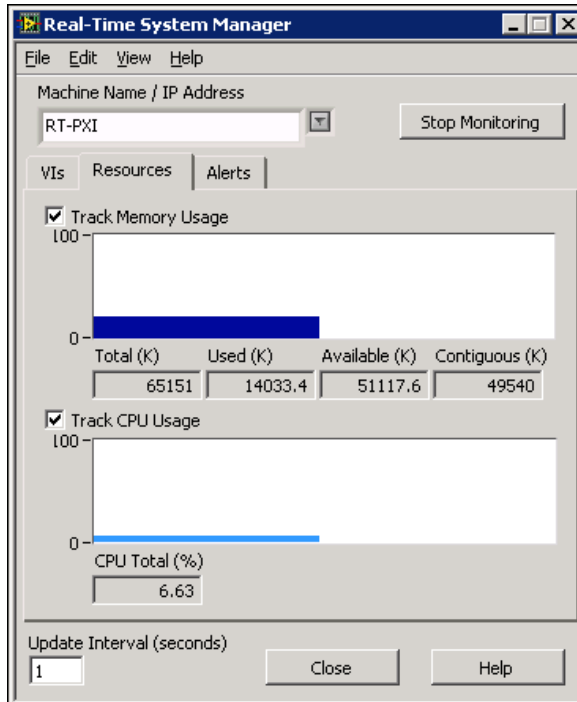 Real-Time System Manager
File Edit View Help
Machine Name / IP Address
RT-PXI
Stop Monitoring
VIs Resources Alerts
Track Memory Usage
100
0
Total (K) Used (K) Available (K) Contiguous (K)
65151 14033.4 51117.6 49540
Track CPU Usage
100
0
CPU Total (%)
6.63
Update Interval (seconds)
1
Close Help